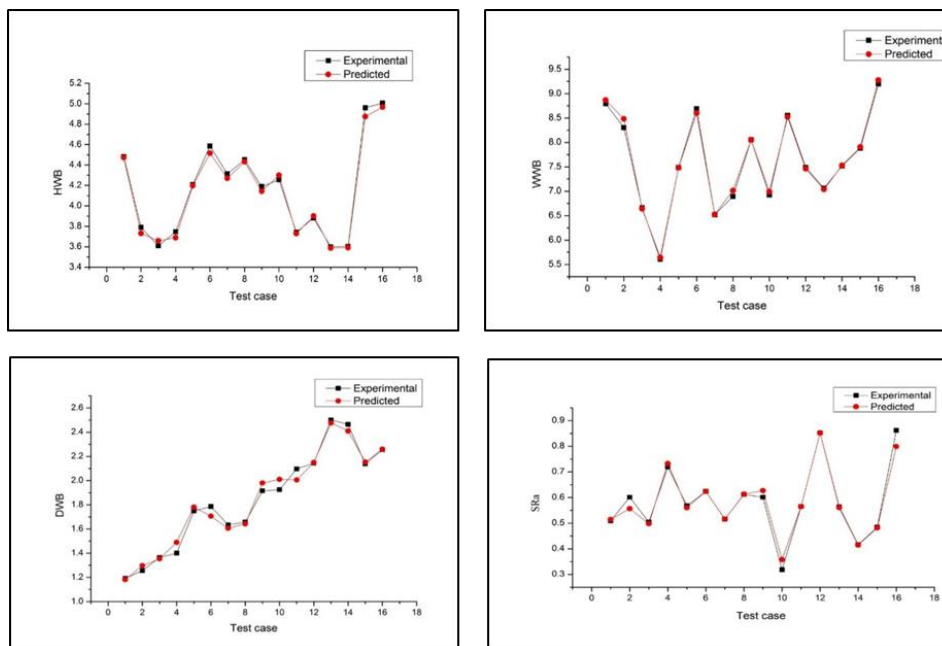 Experimental
Predicted
HWB
5.2
5.0
4.8
4.6
4.4
4.2
4.0
3.8
3.6
3.4
0 2 4 6 8 10 12 14 16 18
Test case
Experiment
Predicted
WWB
9.5
9.0
8.5
8.0
7.5
7.0
6.5
6.0
5.5
0 2 4 6 8 10 12 14 16 18
Test case
Experimental
Predicted
DWB
2.6
2.4
2.2
2.0
1.8
1.6
1.4
1.2
1.0
0 2 4 6 8 10 12 14 16 18
Test case
Experimental
Predicted
SRa
0.9
0.8
0.7
0.6
0.5
0.4
0.3
0 2 4 6 8 10 12 14 16 18
Test case